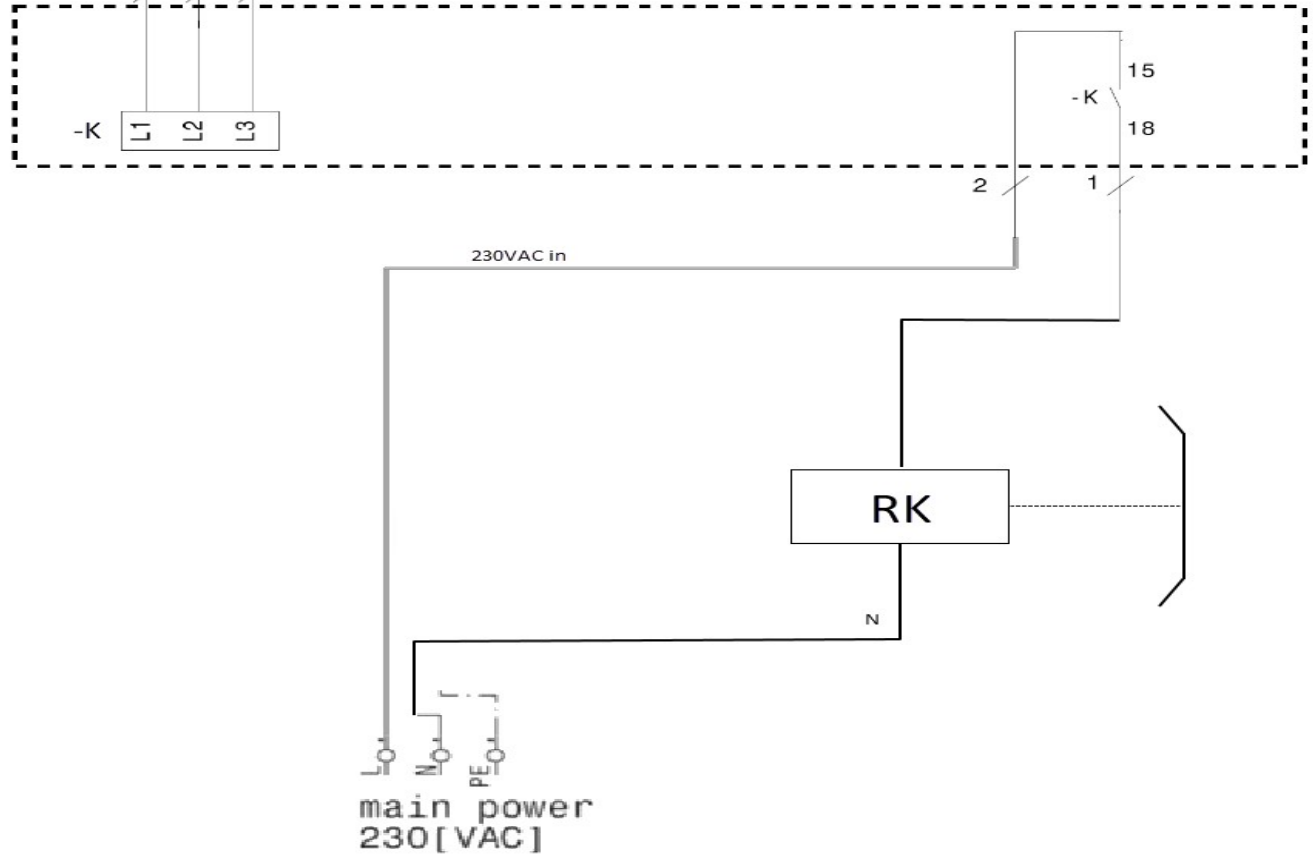 15
-K
18
-K L1 L2 L3
2 1
230VAC in
RK
N
L N PE
main power
230[VAC]